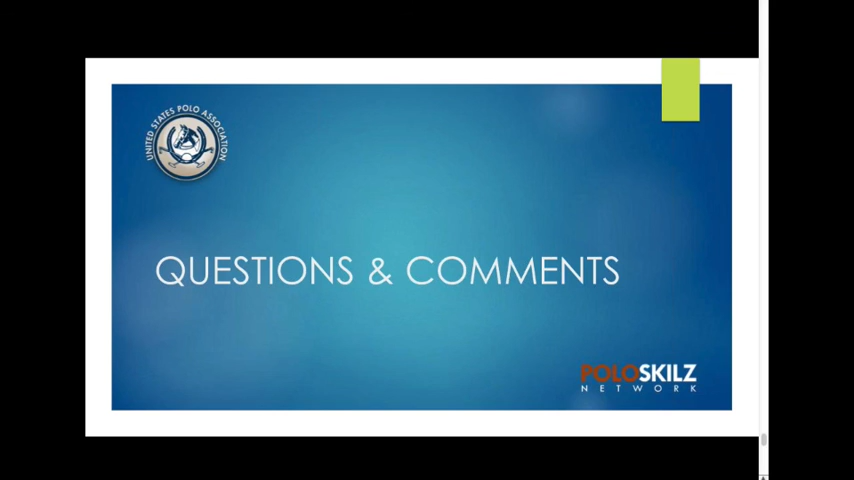 UNITED STATES POLO ASSOCIATION
QUESTIONS & COMMENTS
POLOSKILZ
NETWORK